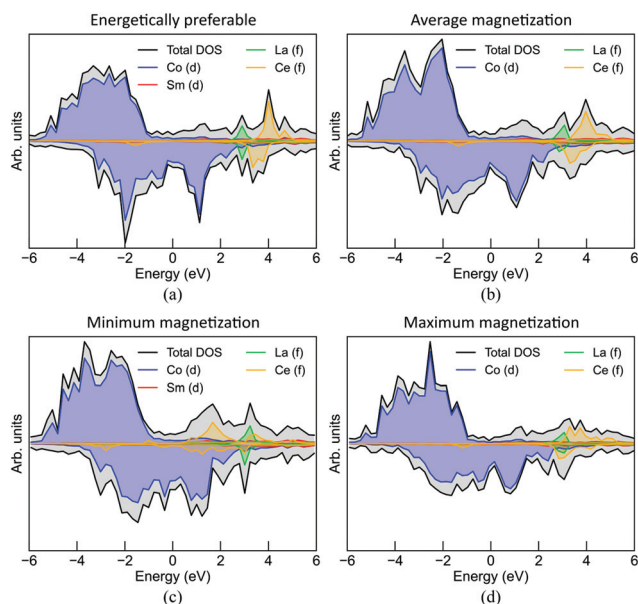 Energetically preferable
Total DOS
Co (d)
Sm (d)
La (f)
Ce (f)
Arb. units
−6 −4 −2 0 2 4 6
Energy (eV)
(a)
Average magnetization
Total DOS
Co (d)
La (f)
Ce (f)
Arb. units
−6 −4 −2 0 2 4 6
Energy (eV)
(b)
Minimum magnetization
Total DOS
Co (d)
Sm (d)
La (f)
Ce (f)
Arb. units
−6 −4 −2 0 2 4 6
Energy (eV)
(c)
Maximum magnetization
Total DOS
Co (d)
La (f)
Ce (f)
Arb. units
−6 −4 −2 0 2 4 6
Energy (eV)
(d)